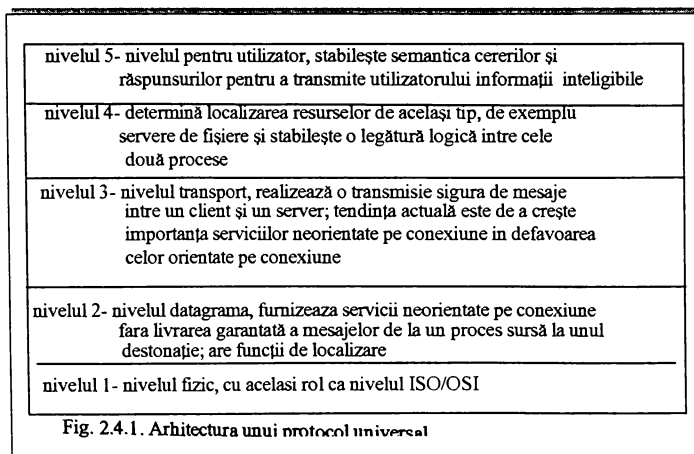 nivelul 5- nivelul pentru utilizator, stabilește semantica cererilor și
răspunsurilor pentru a transmite utilizatorului informații inteligibile
nivelul 4- determină localizarea resurselor de același tip, de exemplu
servere de fișiere și stabilește o legătură logică intre cele
două procese
nivelul 3- nivelul transport, realizează o transmisie sigura de mesaje
intre un client și un server; tendința actuală este de a crește
importanța serviciilor neorientate pe conexiune in defavoarea
celor orientate pe conexiune
nivelul 2- nivelul datagrama, furnizeaza servicii neorientate pe conexiune
fara livrarea garantată a mesajelor de la un proces sursă la unul
destonație; are funcții de localizare
nivelul 1- nivelul fizic, cu acelasi rol ca nivelul ISO/OSI
Fig. 2.4.1. Arhitectura unui protocol universal